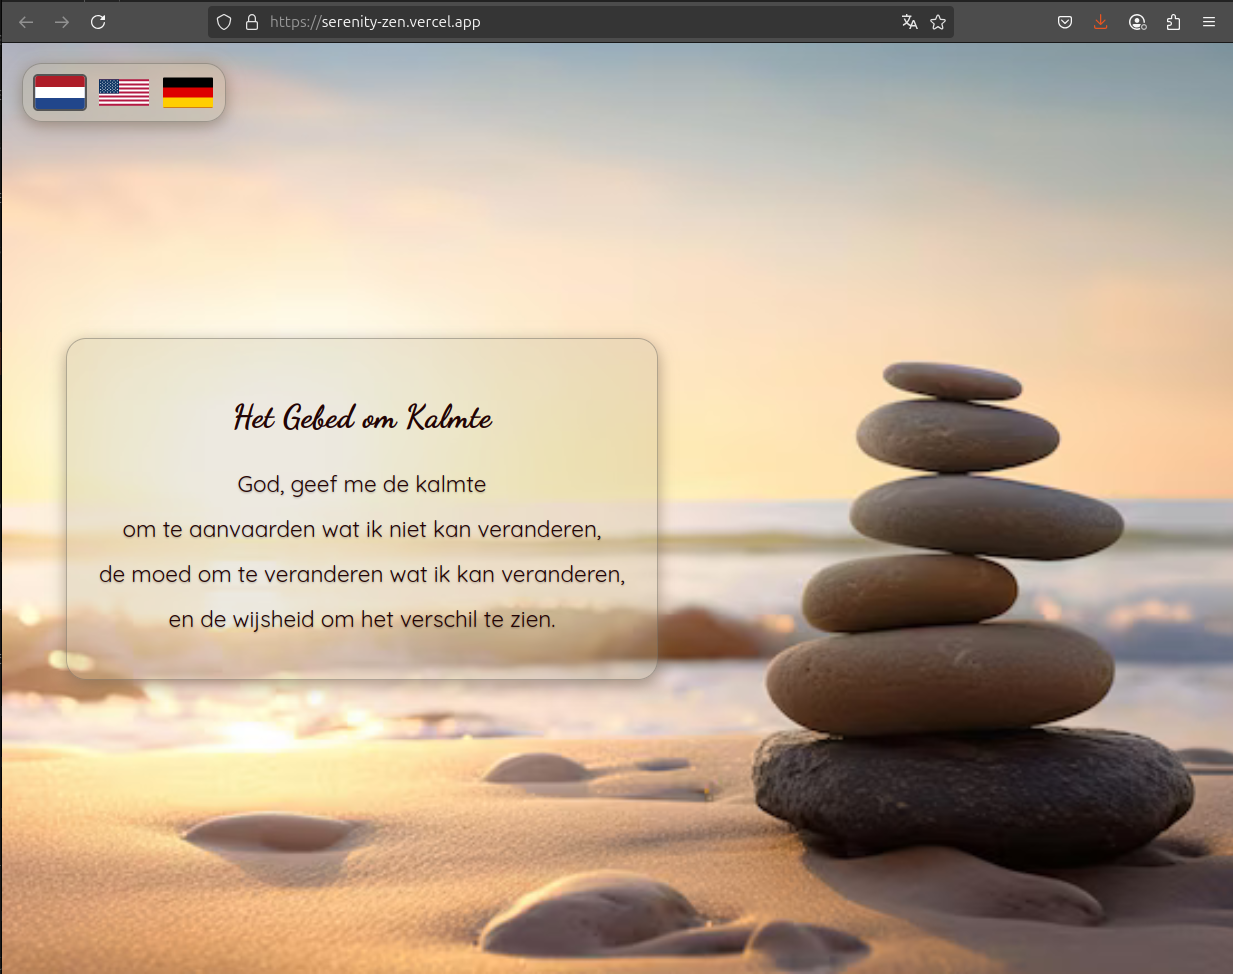 https://serenity-zen.vercel.app
Het Gebed om Kalmte
God, geef me de kalmte
om te aanvaarden wat ik niet kan veranderen,
de moed om te veranderen wat ik kan veranderen,
en de wijsheid om het verschil te zien.